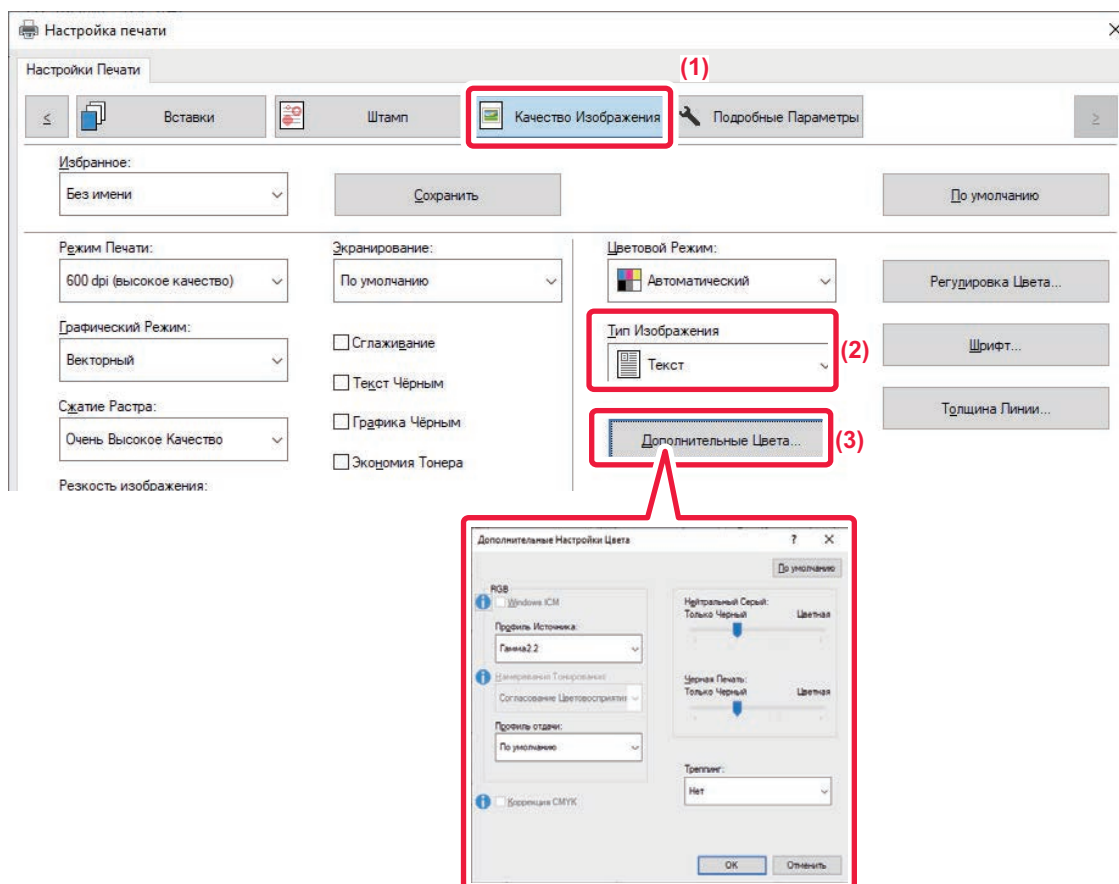 Настройка печати
Настройки Печати
(1)
< Вставки Штамп Качество Изображения Подробные Параметры >
Избранное:
Без имени Сохранить По умолчанию
Режим Печати: Экранирование: Цветовой Режим:
600 dpi (высокое качество) По умолчанию Автоматический Регулировка Цвета...
Графический Режим: Сглаживание Тип Изображения
Векторный Текст Чёрным Текст (2) Шрифт...
Сжатие Растра: Графика Чёрным Толщина Линии...
Очень Высокое Качество Экономия Тонера Дополнительные Цвета... (3)
Резкость изображения:
Дополнительные Настройки Цвета ? ×
По умолчанию
RGB
Windows ICM
Профиль Источника:
Гамма2.2
Намерения Тонирования
Согласование Цветовосприятия
Профиль отдачи:
По умолчанию
Коррекция CMYK
Нейтральный Серый:
Только Черный Цветная
Черная Печать:
Только Черный Цветная
Треппинг:
Нет
OK Отменить